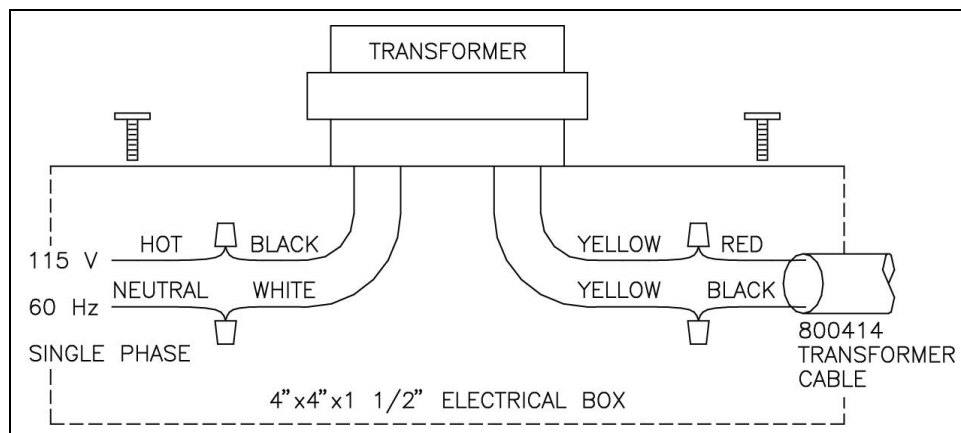 TRANSFORMER
HOT
BLACK
YELLOW
RED
115 V
NEUTRAL
WHITE
YELLOW
BLACK
60 Hz
SINGLE PHASE
800414
TRANSFORMER
CABLE
4"x4"x1 1/2" ELECTRICAL BOX